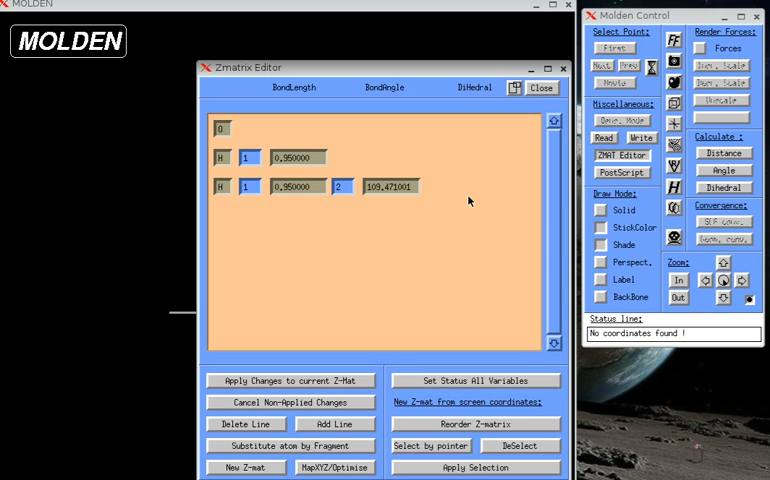 MOLDEN
MOLDEN
Zmatrix Editor
BondLength BondAngle DiHedral Close
O
H 1 0.950000
H 1 0.950000 2 109.471001
Apply Changes to current Z-Mat
Cancel Non-Applied Changes
Delete Line Add Line
Substitute atom by Fragment
New Z-mat MapXYZ/Optimise
Set Status All Variables
New Z-mat from screen coordinates:
Reorder Z-matrix
Select by pointer DeSelect
Apply Selection
Molden Control
Select Point:
First
Next Prev
Movie
Miscellaneous:
Read Write
ZMAT Editor
PostScript
Draw Mode:
Solid
StickColor
Shade
Perspect.
Label
BackBone
FF
H
Render Forces:
Forces
Calculate :
Distance
Angle
Dihedral
Convergence:
Zoom:
In
Out
Status line:
No coordinates found !